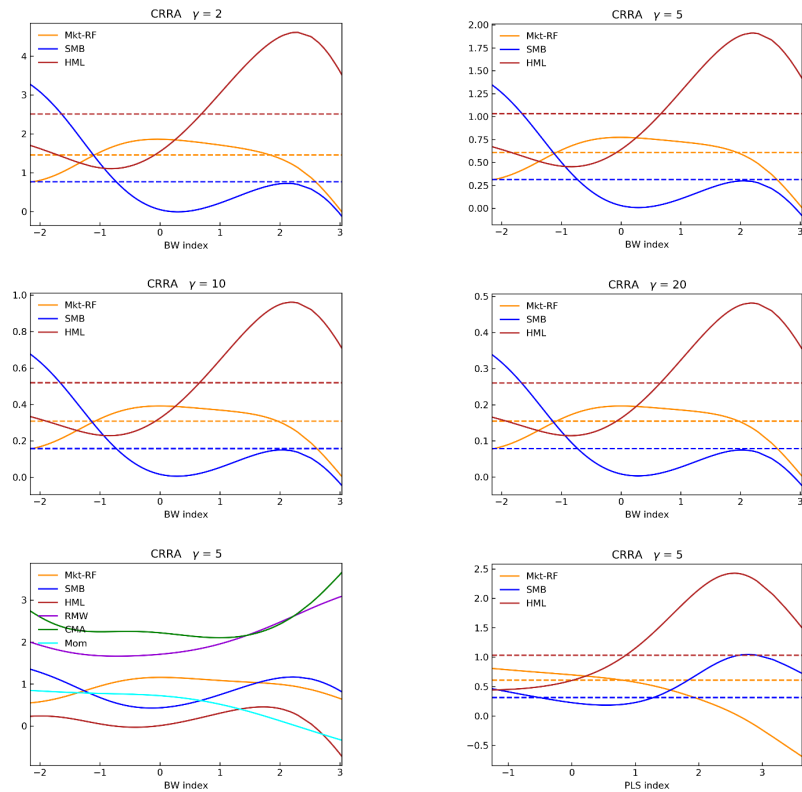 CRRA γ = 2
Mkt-RF
SMB
HML
4
3
2
1
0
−2 −1 0 1 2 3
BW index
CRRA γ = 5
Mkt-RF
SMB
HML
2.00
1.75
1.50
1.25
1.00
0.75
0.50
0.25
0.00
−2 −1 0 1 2 3
BW index
CRRA γ = 10
Mkt-RF
SMB
HML
1.0
0.8
0.6
0.4
0.2
0.0
−2 −1 0 1 2 3
BW index
CRRA γ = 20
Mkt-RF
SMB
HML
0.5
0.4
0.3
0.2
0.1
0.0
−2 −1 0 1 2 3
BW index
CRRA γ = 5
Mkt-RF
SMB
HML
RMW
CMA
Mom
3
2
1
0
−2 −1 0 1 2 3
BW index
CRRA γ = 5
Mkt-RF
SMB
HML
2.5
2.0
1.5
1.0
0.5
0.0
−0.5
−1 0 1 2 3
PLS index